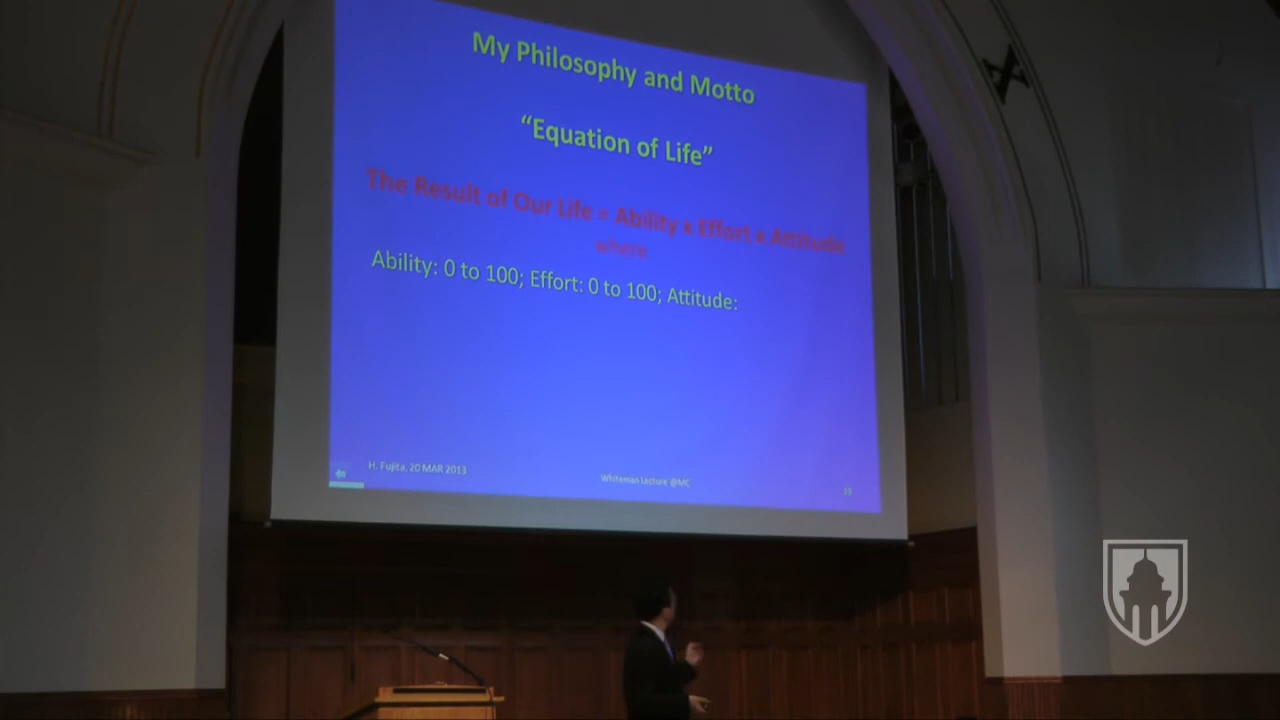 My Philosophy and Motto
“Equation of Life”
The Result of Our Life = Ability x Effort x Attitude
where
Ability: 0 to 100; Effort: 0 to 100; Attitude:
H. Fujita, 20 MAR 2013
Whiteman Lecture @MC
19